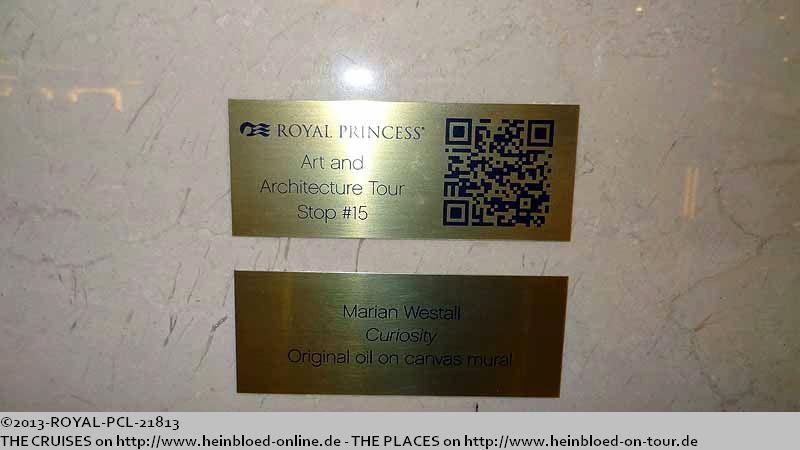 ROYAL PRINCESS®
Art and
Architecture Tour
Stop #15
Marian Westall
Curiosity
Original oil on canvas mural
©2013-ROYAL-PCL-21813
THE CRUISES on http://www.heinbloed-online.de - THE PLACES on http://www.heinbloed-on-tour.de